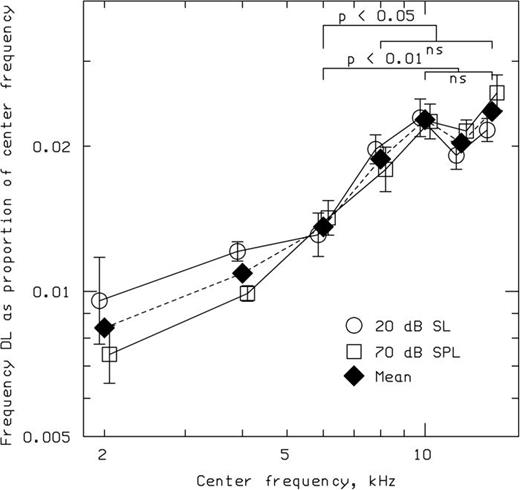 p < 0.05
ns
p < 0.01
ns
Frequency DL as proportion of center frequency
0.02
0.01
0.005
20 dB SL
70 dB SPL
Mean
2
5
10
Center frequency, kHz